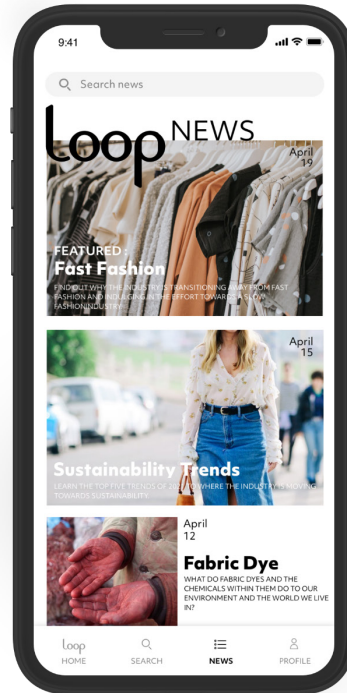 9:41
Search news
Loop NEWS
April
19
FEATURED :
Fast Fashion
FIND OUT WHY THE INDUSTRY IS TRANSITIONING AWAY FROM FAST
FASHION AND INDULGING IN THE EFFORT TOWARDS A SLOW
FASHIONINDUSTRY.
April
15
Sustainability Trends
LEARN THE TOP FIVE TRENDS OF TO WHERE THE INDUSTRY IS MOVING
TOWARDS SUSTAINABILITY
April
12
Fabric Dye
WHAT DO FABRIC DYES AND THE
CHEMICALS WITHIN THEM DO TO OUR
ENVIRONMENT AND THE WORLD WE LIVE
IN?
Loop
HOME
SEARCH
NEWS
PROFILE